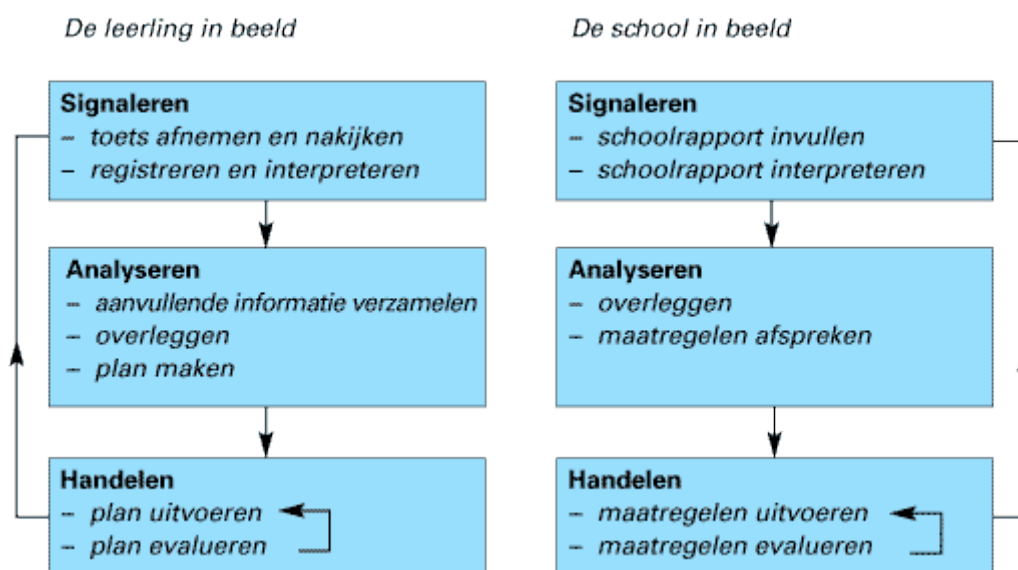 De leerling in beeld
Signaleren
– toets afnemen en nakijken
– registreren en interpreteren
Analyseren
– aanvullende informatie verzamelen
– overleggen
– plan maken
Handelen
– plan uitvoeren
– plan evalueren
De school in beeld
Signaleren
– schoolrapport invullen
– schoolrapport interpreteren
Analyseren
– overleggen
– maatregelen afspreken
Handelen
– maatregelen uitvoeren
– maatregelen evalueren